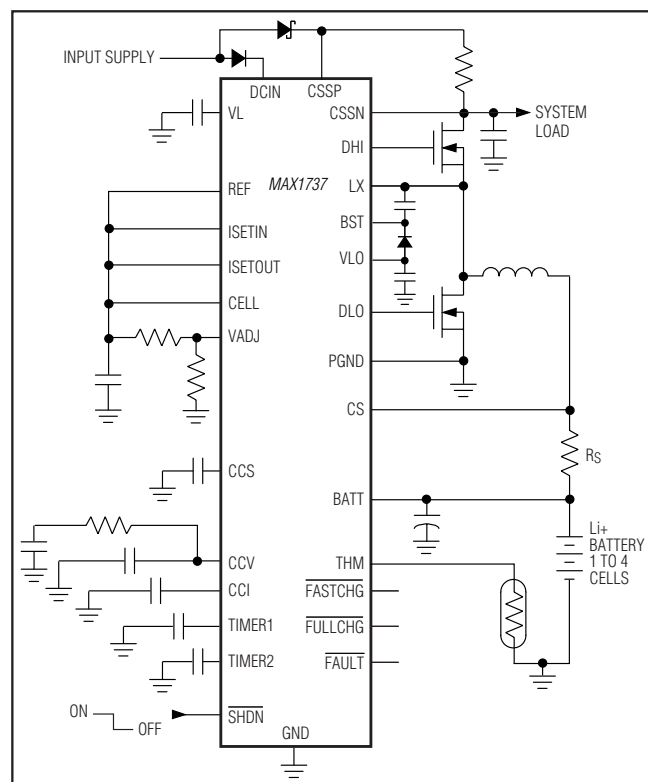 INPUT SUPPLY
DCIN
CSSP
VL
CSSN
SYSTEM
LOAD
DHI
MAX1737
REF
LX
ISETIN
BST
ISETOUT
VLO
CELL
DLO
VADJ
PGND
CS
RS
CCS
BATT
Li+
BATTERY
1 TO 4
CELLS
CCV
THM
CCI
FASTCHG
TIMER1
FULLCHG
TIMER2
FAULT
ON
OFF
SHDN
GND